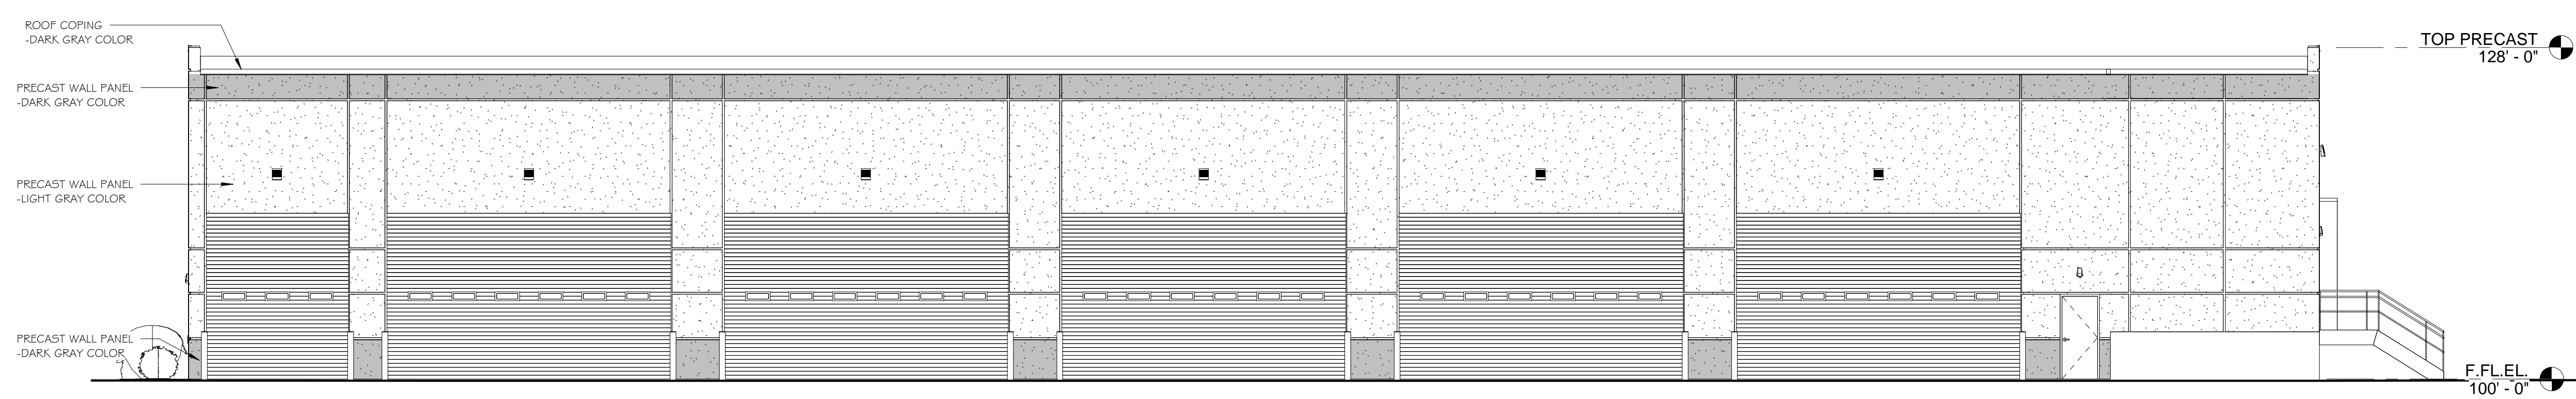 ROOF COPING
-DARK GRAY COLOR
TOP PRECAST
128' - 0"
PRECAST WALL PANEL
-DARK GRAY COLOR
PRECAST WALL PANEL
-LIGHT GRAY COLOR
PRECAST WALL PANEL
-DARK GRAY COLOR
F.FL.EL.
100' - 0"